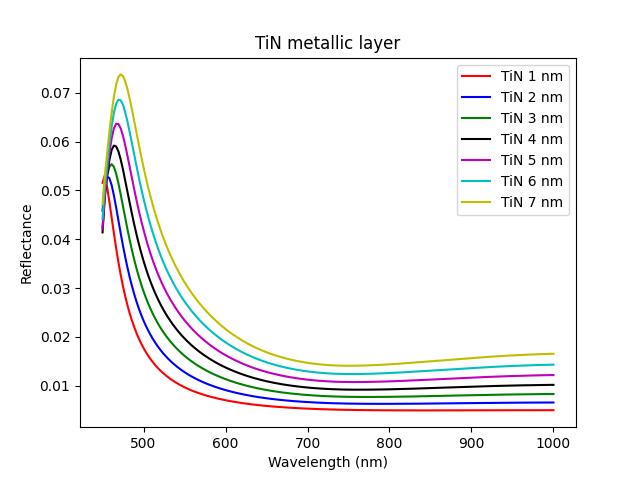 TiN metallic layer
TiN 1 nm
TiN 2 nm
TiN 3 nm
TiN 4 nm
TiN 5 nm
TiN 6 nm
TiN 7 nm
Reflectance
0.07
0.06
0.05
0.04
0.03
0.02
0.01
500 600 700 800 900 1000
Wavelength (nm)